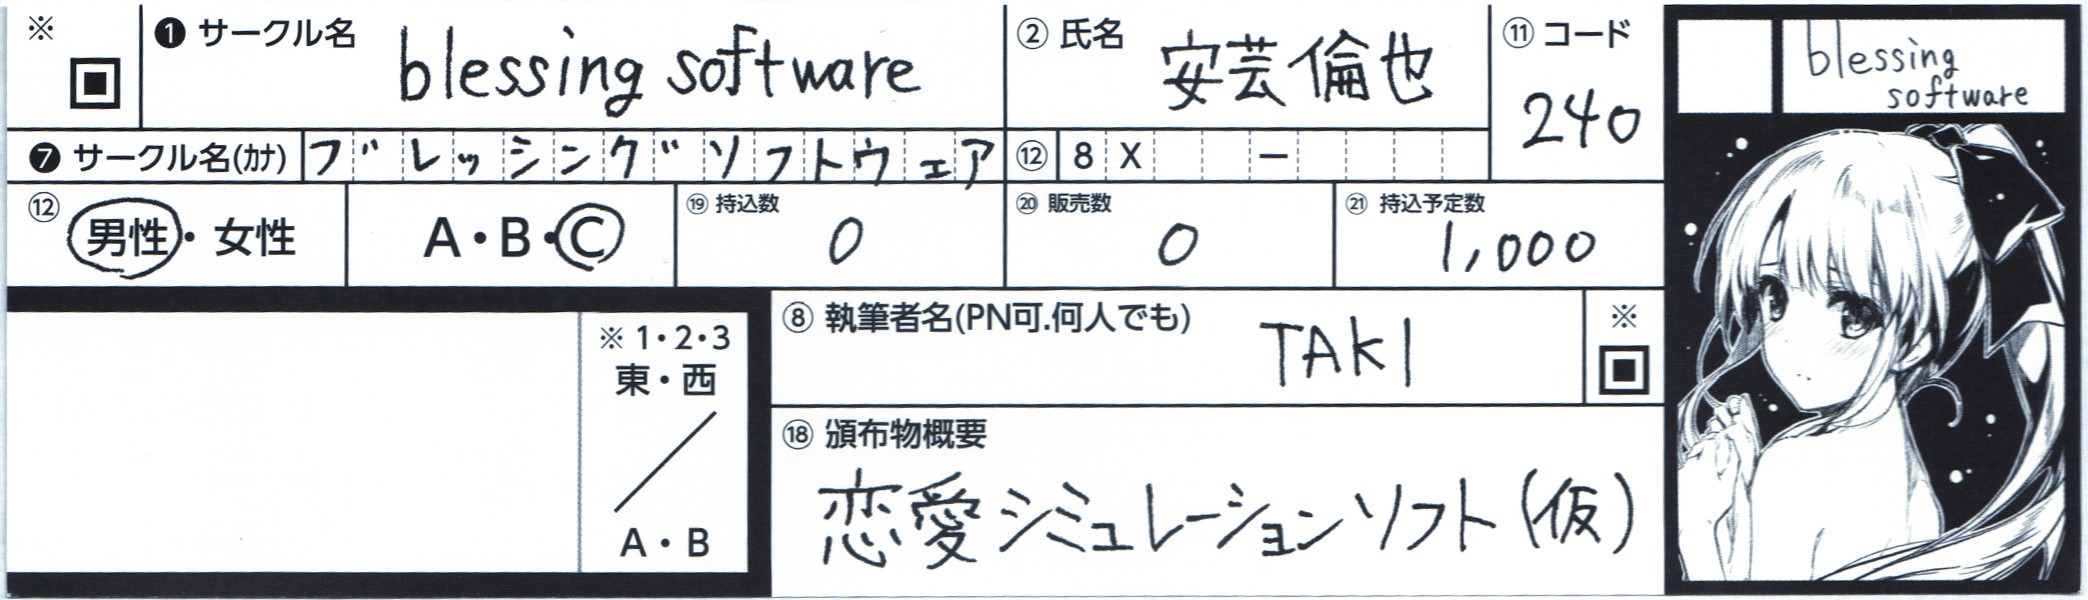 ※
❶ サークル名 blessing software
② 氏名 安芸倫也
⑪ コード
240
❼ サークル名(カナ) ブレッシングソフトウェア
⑫ 8 X －
⑫ 男性・女性
A・B・C
⑲ 持込数
0
⑳ 販売数
0
㉑ 持込予定数
1,000
※ 1・2・3
東・西
A・B
⑧ 執筆者名(PN可.何人でも) TAKI
※
⑱ 頒布物概要
恋愛シミュレーションソフト(仮)
blessing
software